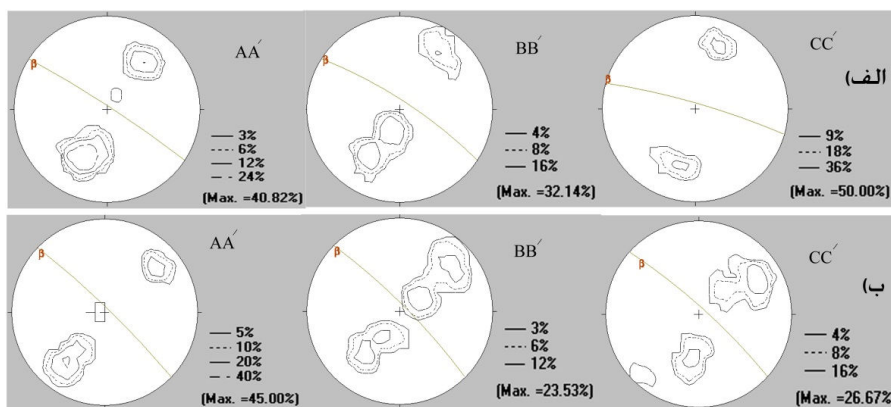 AA′
β
3%
6%
12%
24%
(Max. =40.82%)
BB′
β
4%
8%
16%
(Max. =32.14%)
CC′
β
9%
18%
36%
(Max. =50.00%)
الف)
AA′
β
5%
10%
20%
40%
(Max. =45.00%)
BB′
β
3%
6%
12%
(Max. =23.53%)
CC′
β
4%
8%
16%
(Max. =26.67%)
ب)